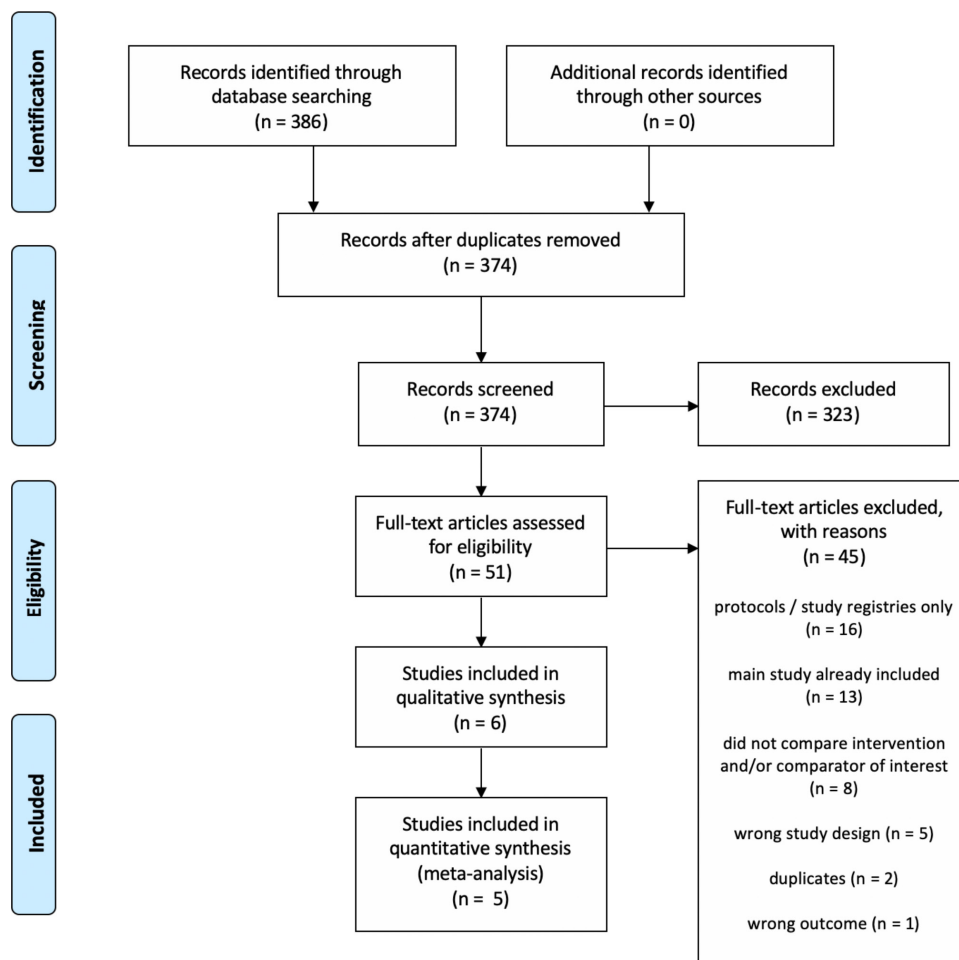 Identification
Records identified through
database searching
(n = 386)
Additional records identified
through other sources
(n = 0)
Records after duplicates removed
(n = 374)
Screening
Records screened
(n = 374)
Records excluded
(n = 323)
Eligibility
Full-text articles assessed
for eligibility
(n = 51)
Full-text articles excluded,
with reasons
(n = 45)
protocols / study registries only
(n = 16)
main study already included
(n = 13)
did not compare intervention
and/or comparator of interest
(n = 8)
wrong study design (n = 5)
duplicates (n = 2)
wrong outcome (n = 1)
Studies included in
qualitative synthesis
(n = 6)
Included
Studies included in
quantitative synthesis
(meta-analysis)
(n =  5)